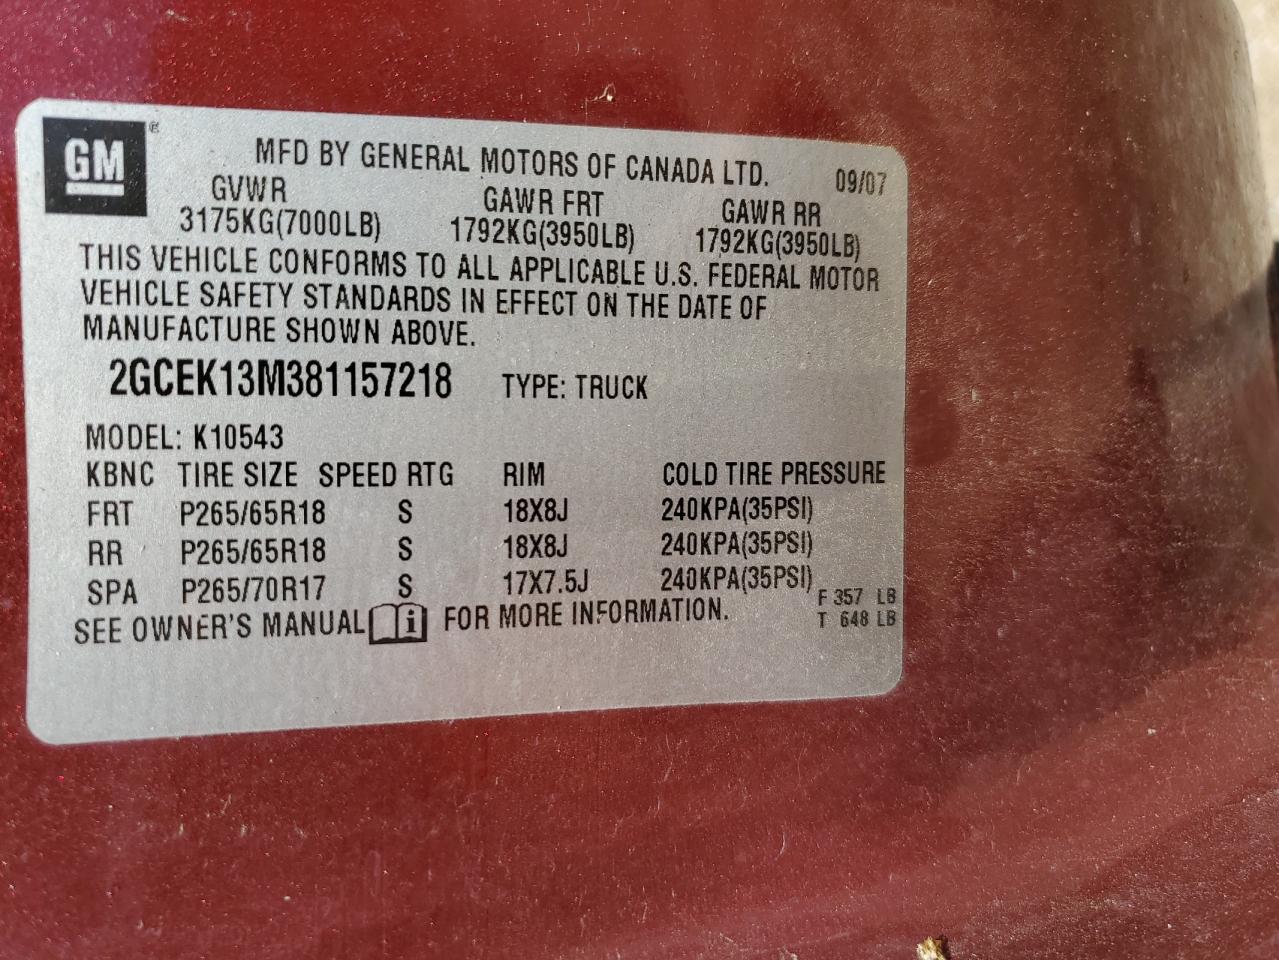 GM ®
MFD BY GENERAL MOTORS OF CANADA LTD. 09/07
GVWR GAWR FRT GAWR RR
3175KG(7000LB) 1792KG(3950LB) 1792KG(3950LB)
THIS VEHICLE CONFORMS TO ALL APPLICABLE U.S. FEDERAL MOTOR
VEHICLE SAFETY STANDARDS IN EFFECT ON THE DATE OF
MANUFACTURE SHOWN ABOVE.
2GCEK13M381157218 TYPE: TRUCK
MODEL: K10543
KBNC TIRE SIZE SPEED RTG RIM COLD TIRE PRESSURE
FRT P265/65R18 S 18X8J 240KPA(35PSI)
RR P265/65R18 S 18X8J 240KPA(35PSI)
SPA P265/70R17 S 17X7.5J 240KPA(35PSI)
F 357 LB
SEE OWNER'S MANUAL i FOR MORE INFORMATION. T 648 LB